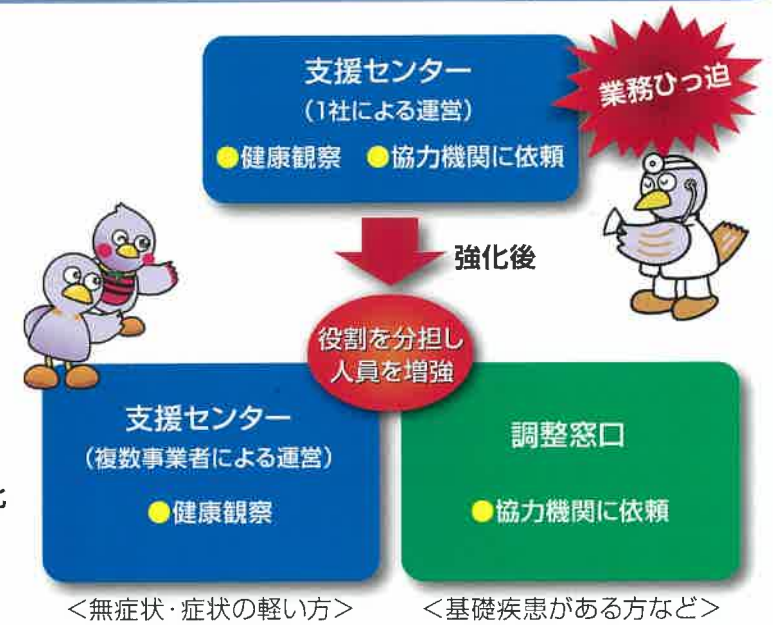 支援センター
(1社による運営)
●健康観察 ●協力機関に依頼
業務ひっ迫
強化後
役割を分担し
人員を増強
支援センター
(複数事業者による運営)
●健康観察
調整窓口
●協力機関に依頼
<無症状・症状の軽い方>
<基礎疾患がある方など>